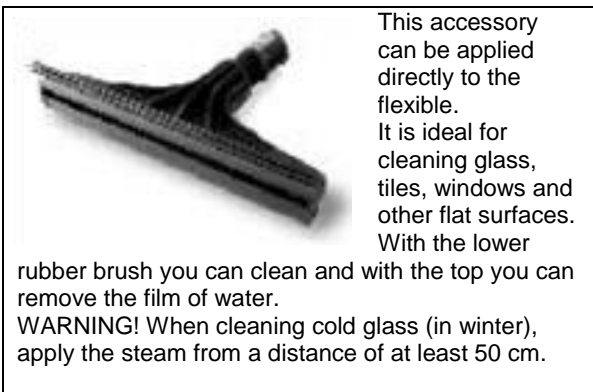 This accessory
can be applied
directly to the
flexible.
It is ideal for
cleaning glass,
tiles, windows and
other flat surfaces.
With the lower
rubber brush you can clean and with the top you can
remove the film of water.
WARNING! When cleaning cold glass (in winter),
apply the steam from a distance of at least 50 cm.